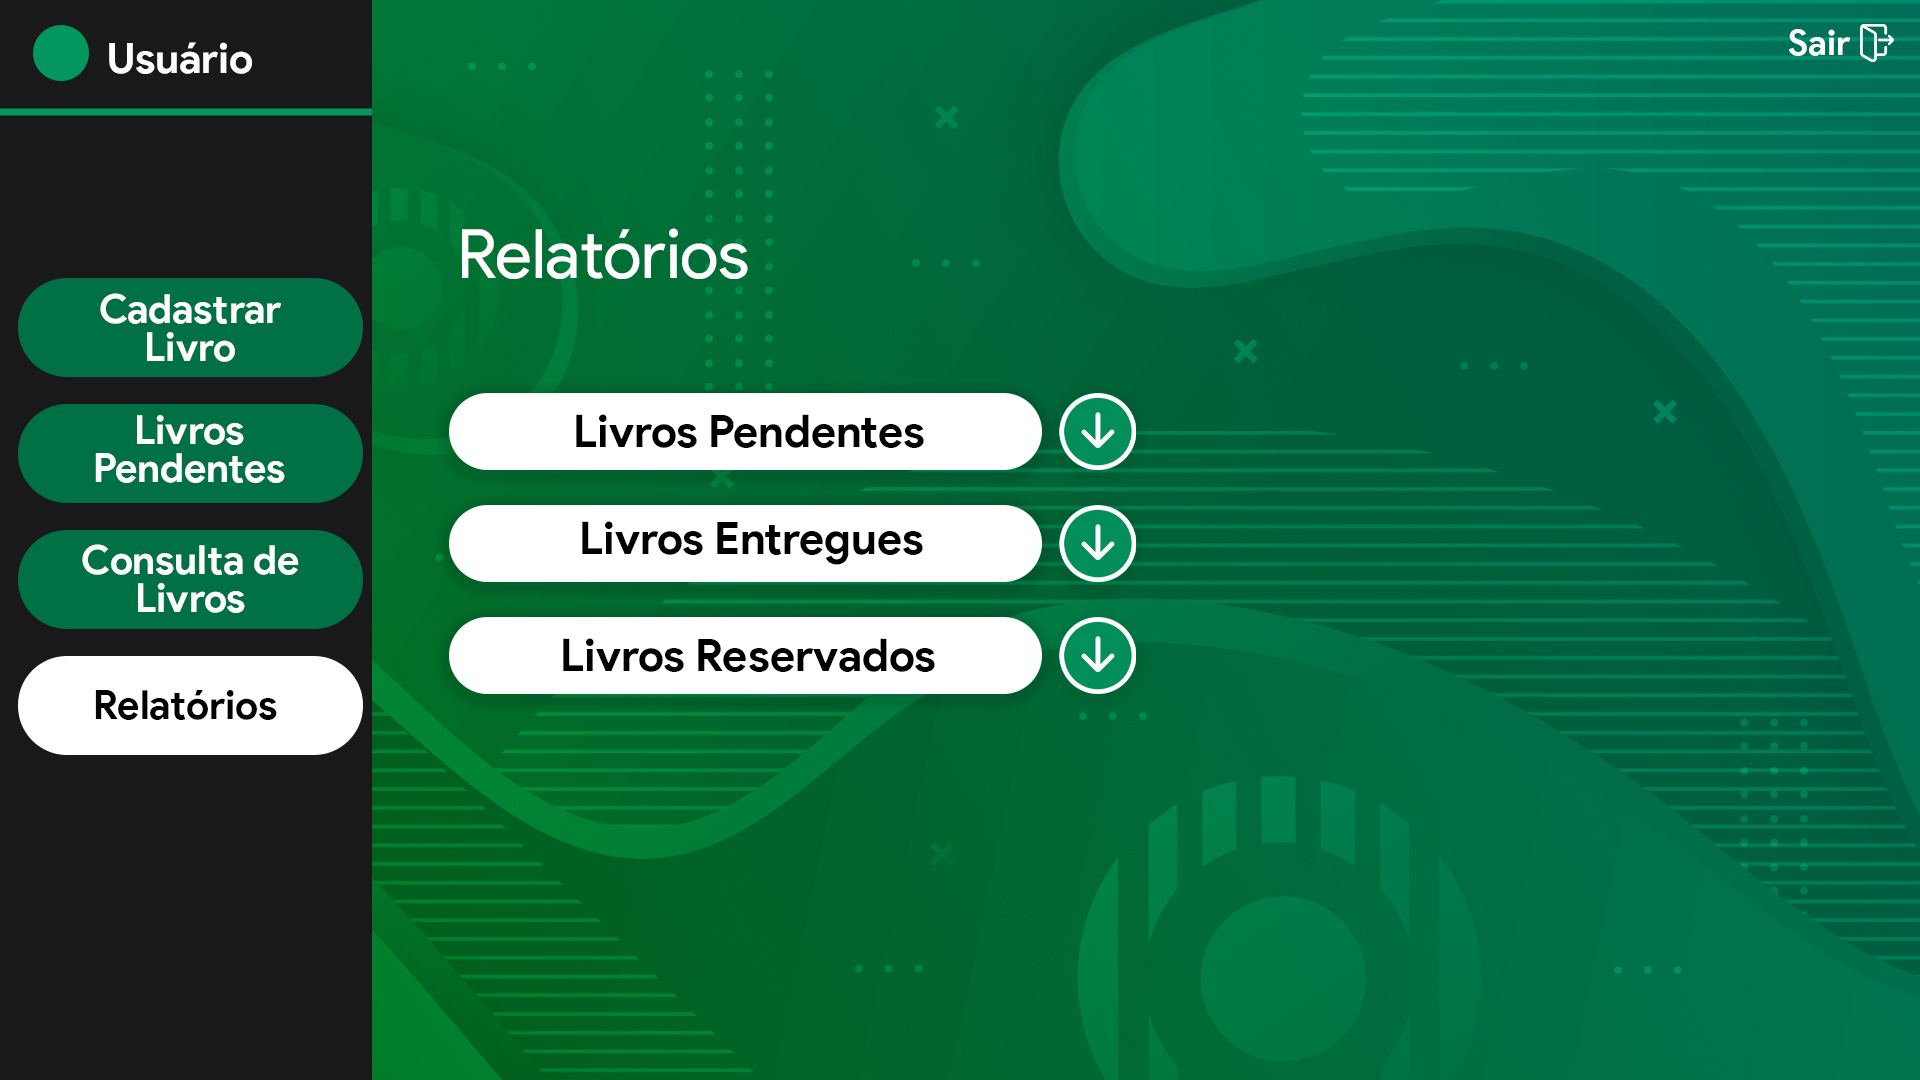 Usuário
Sair
Cadastrar
Livro
Livros
Pendentes
Consulta de
Livros
Relatórios
Relatórios
Livros Pendentes
Livros Entregues
Livros Reservados